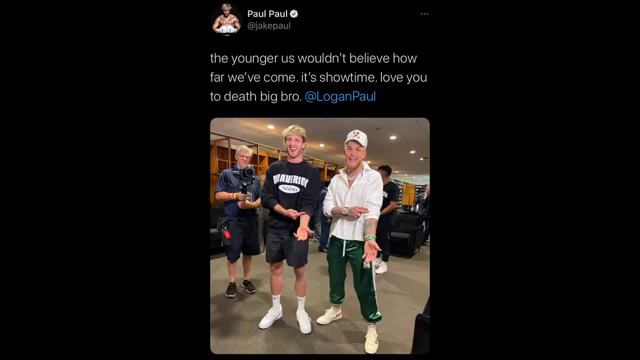 Paul Paul
@jakepaul
the younger us wouldn't believe how
far we've come. it's showtime. love you
to death big bro. @LoganPaul
MAVERICK